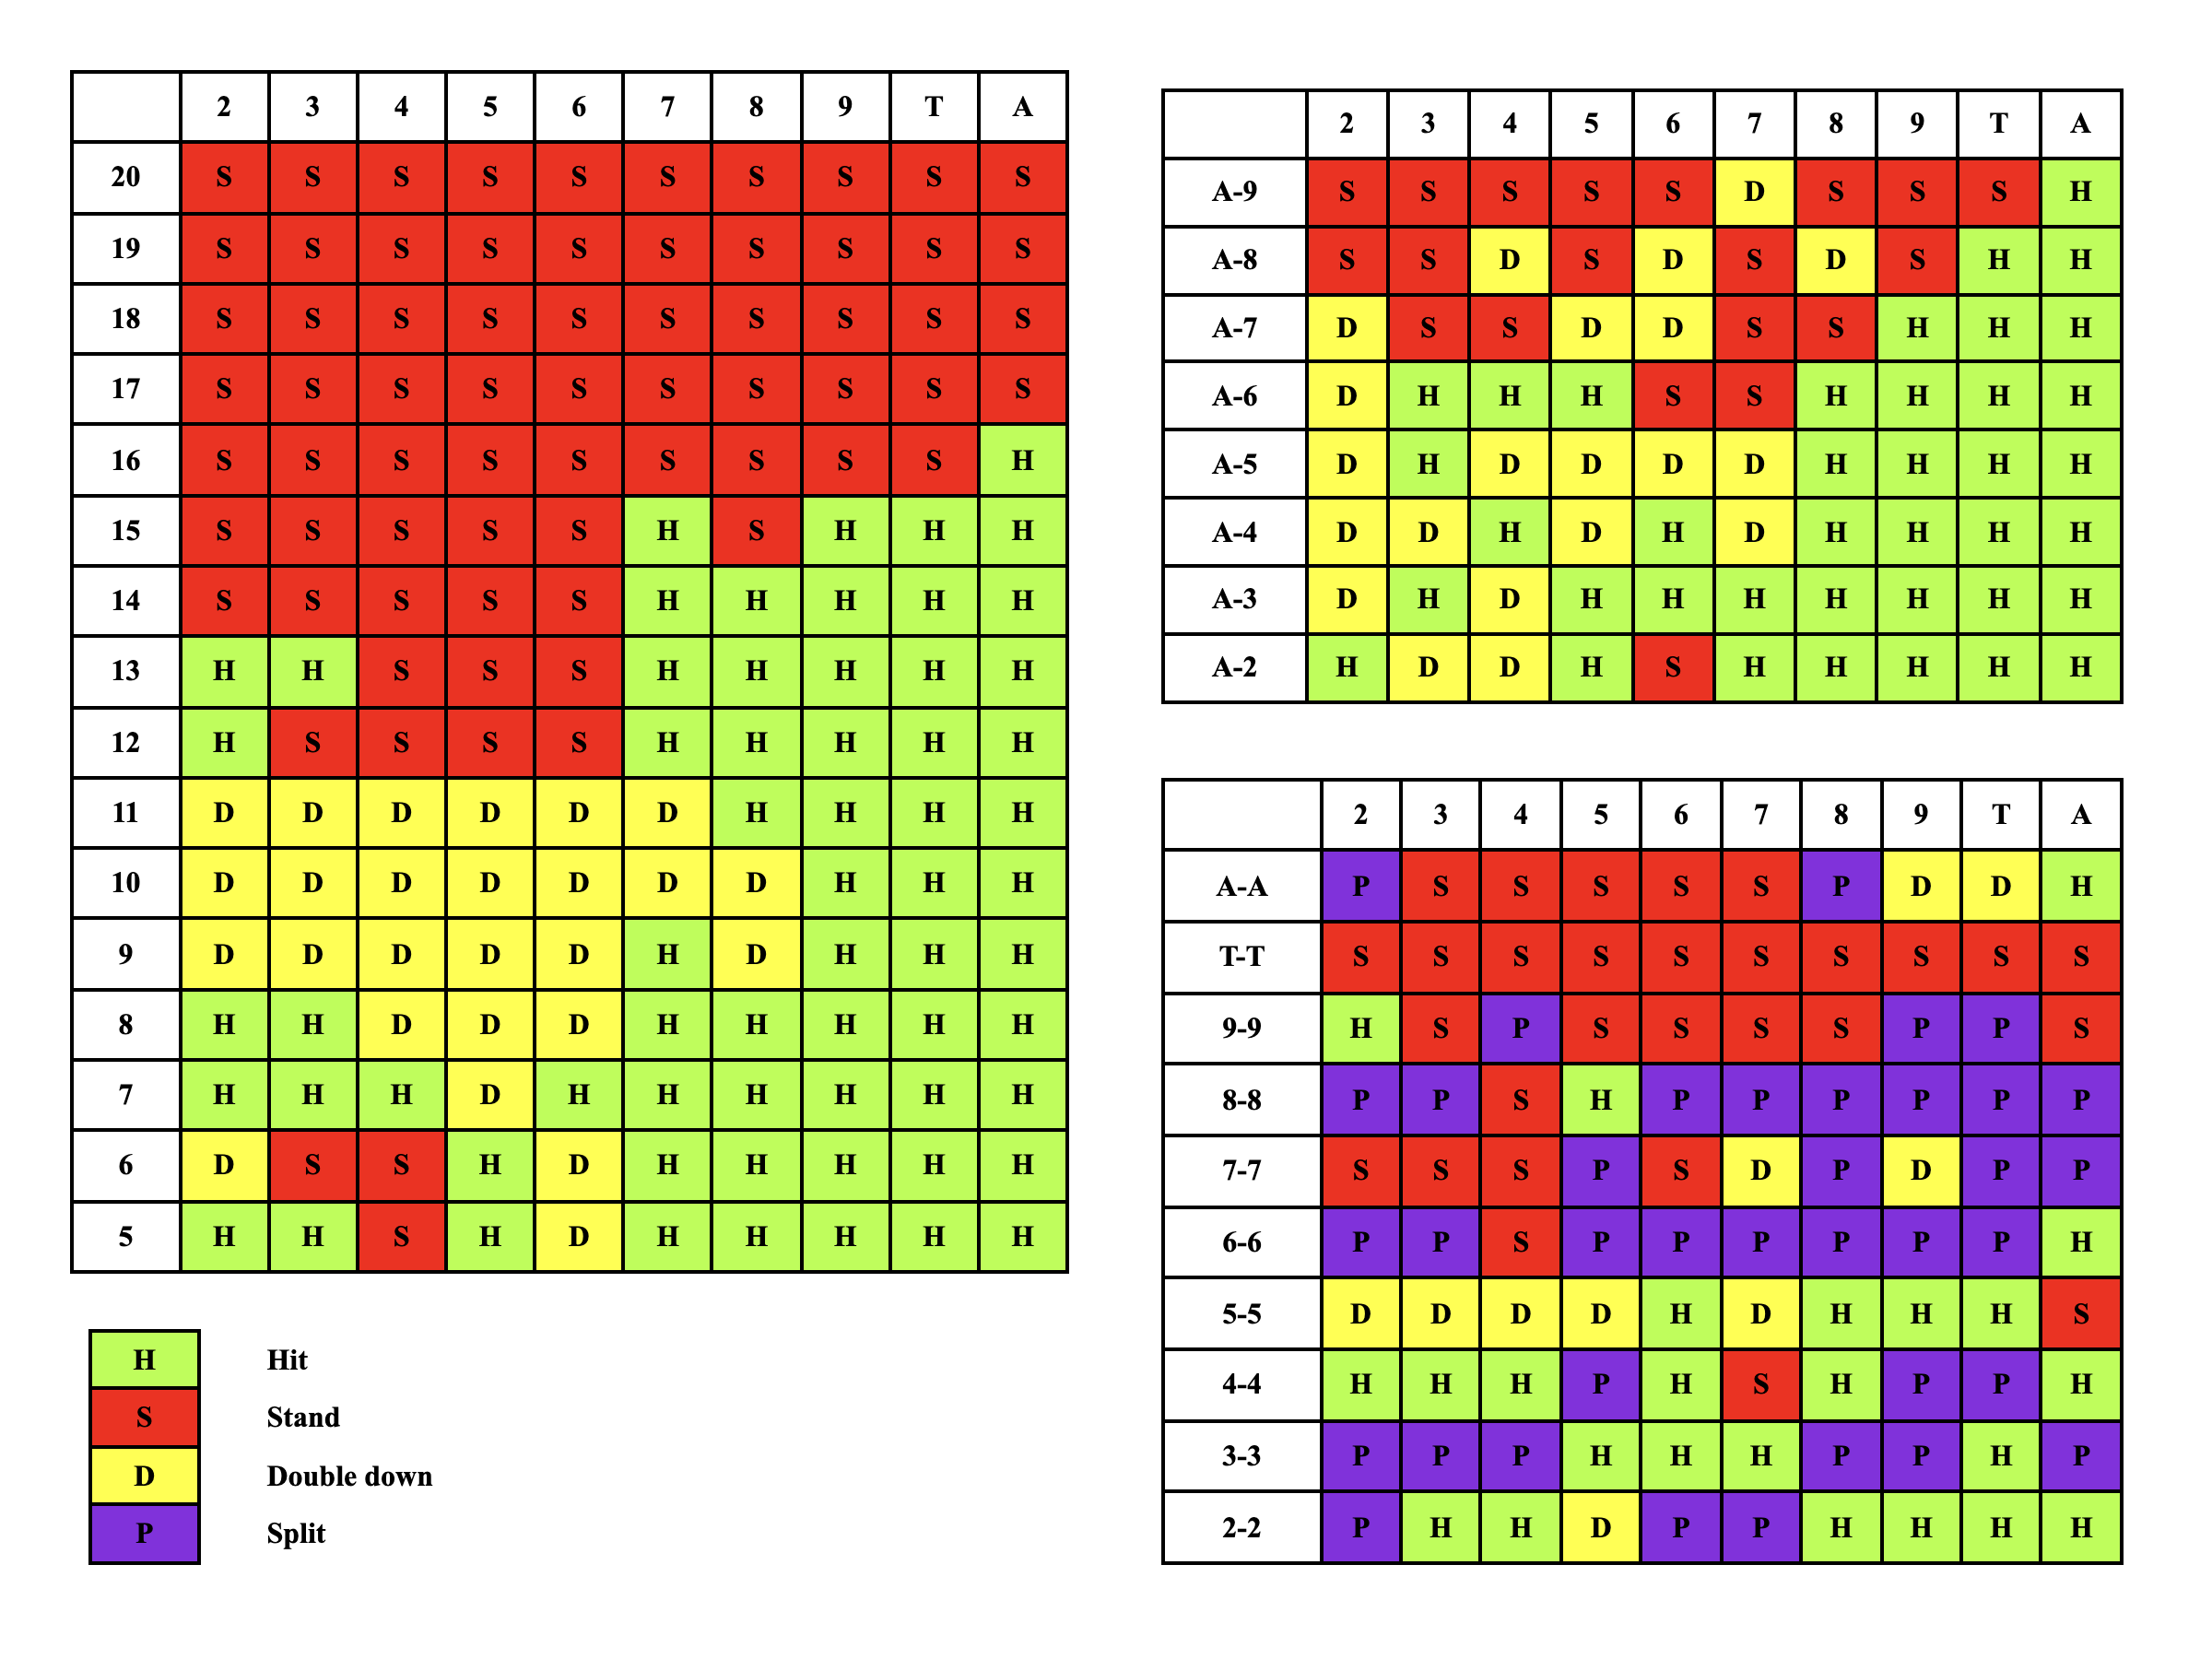 2 3 4 5 6 7 8 9 T A
20 S S S S S S S S S S
19 S S S S S S S S S S
18 S S S S S S S S S S
17 S S S S S S S S S S
16 S S S S S S S S S H
15 S S S S S H S H H H
14 S S S S S H H H H H
13 H H S S S H H H H H
12 H S S S S H H H H H
11 D D D D D D H H H H
10 D D D D D D D H H H
9 D D D D D H D H H H
8 H H D D D H H H H H
7 H H H D H H H H H H
6 D S S H D H H H H H
5 H H S H D H H H H H
H Hit
S Stand
D Double down
P Split
2 3 4 5 6 7 8 9 T A
A-9 S S S S S D S S S H
A-8 S S D S D S D S H H
A-7 D S S D D S S H H H
A-6 D H H H S S H H H H
A-5 D H D D D D H H H H
A-4 D D H D H D H H H H
A-3 D H D H H H H H H H
A-2 H D D H S H H H H H
2 3 4 5 6 7 8 9 T A
A-A P S S S S S P D D H
T-T S S S S S S S S S S
9-9 H S P S S S S P P S
8-8 P P S H P P P P P P
7-7 S S S P S D P D P P
6-6 P P S P P P P P P H
5-5 D D D D H D H H H S
4-4 H H H P H S H P P H
3-3 P P P H H H P P H P
2-2 P H H D P P H H H H